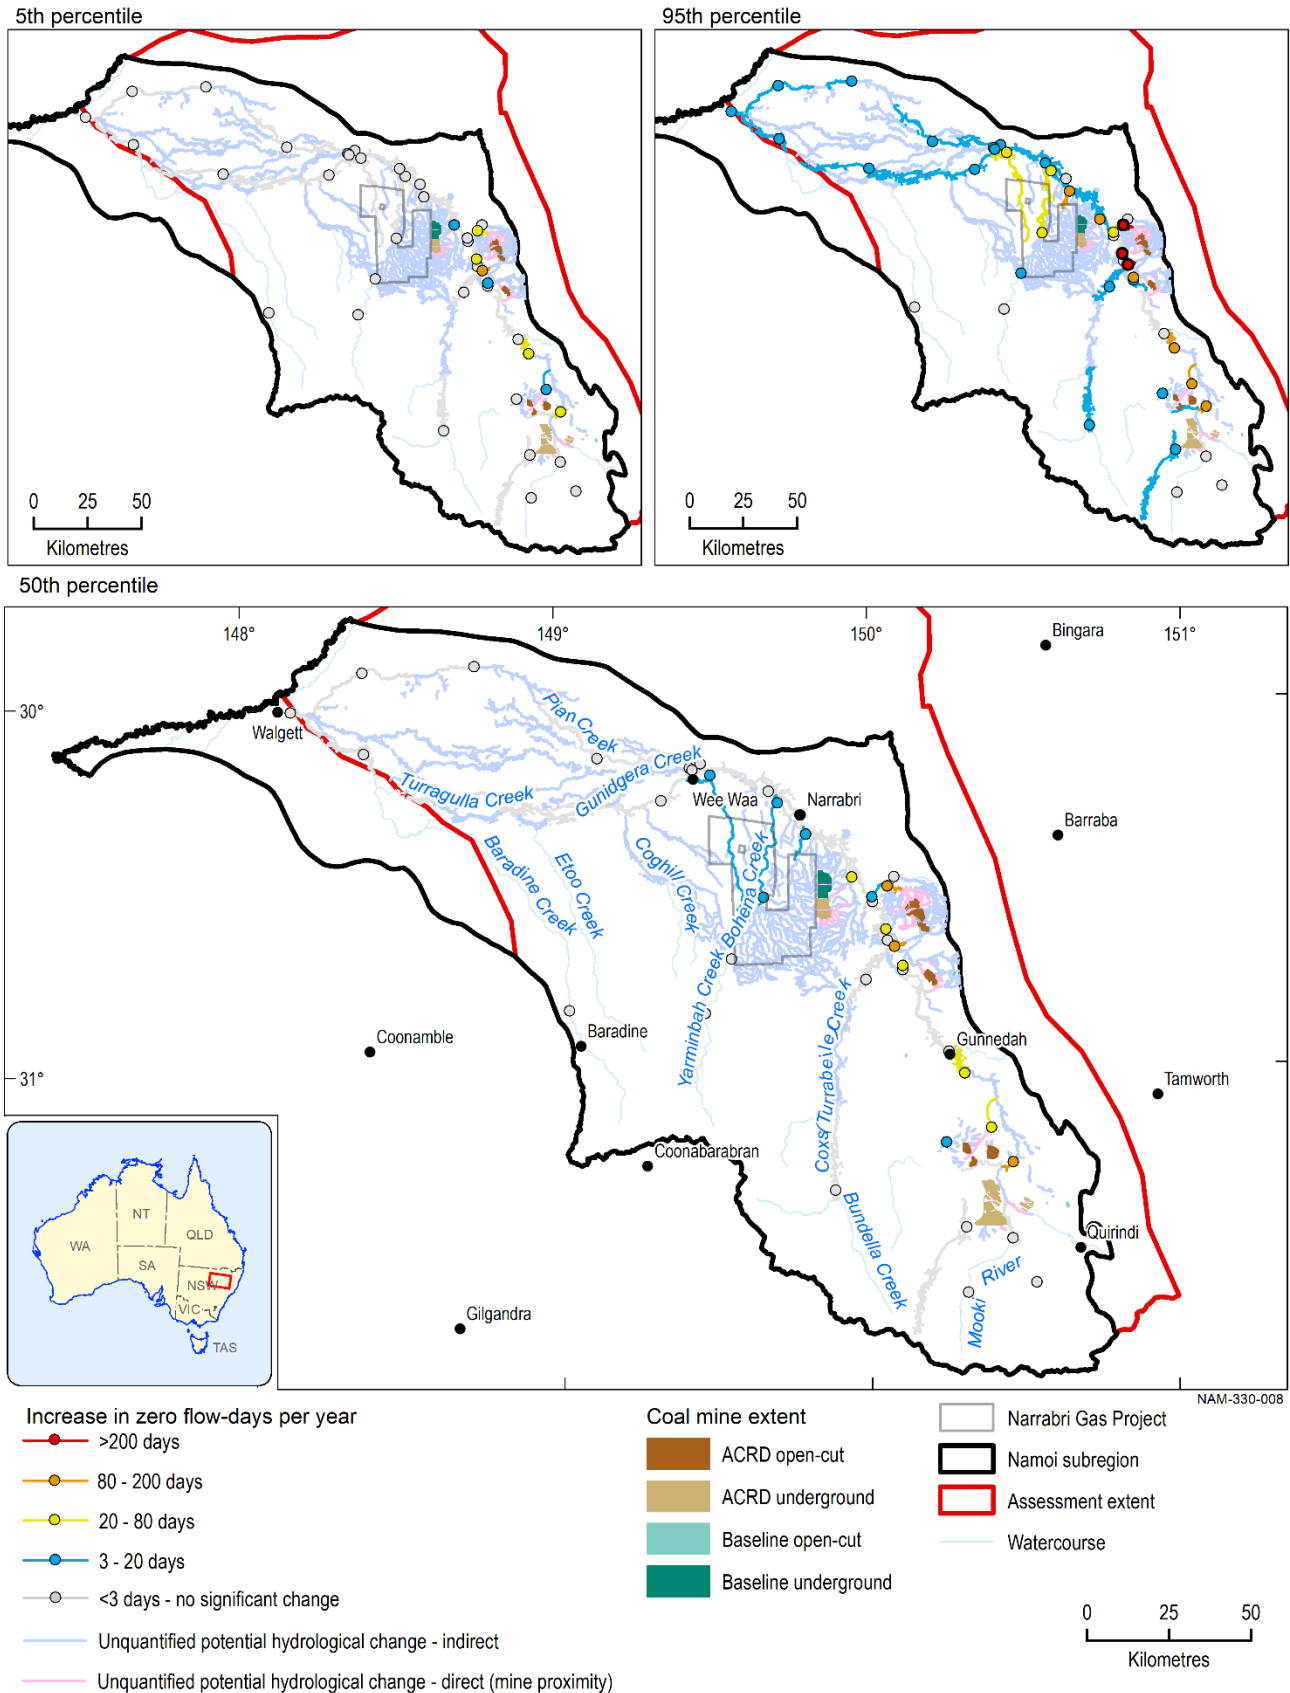 5th percentile
95th percentile
0 25 50
Kilometres
0 25 50
Kilometres
50th percentile
148° 149° 150° 151°
Bingara
30°
Walgett
Pian Creek
Gunidgera Creek
Turragulla Creek
Wee Waa
Narrabri
Barraba
Baradine Creek
Etoo Creek
Coghill Creek
Bohena Creek
Yarminbah Creek
Coxs/Turrabeile Creek
Coonamble
Baradine
Gunnedah
31°
Tamworth
Coonabarabran
Bundella Creek
Quirindi
Mooki River
Gilgandra
WA
NT
SA
QLD
NSW
VIC
TAS
NAM-330-008
Increase in zero flow-days per year
>200 days
80 - 200 days
20 - 80 days
3 - 20 days
<3 days - no significant change
Unquantified potential hydrological change - indirect
Unquantified potential hydrological change - direct (mine proximity)
Coal mine extent
ACRD open-cut
ACRD underground
Baseline open-cut
Baseline underground
Narrabri Gas Project
Namoi subregion
Assessment extent
Watercourse
0 25 50
Kilometres